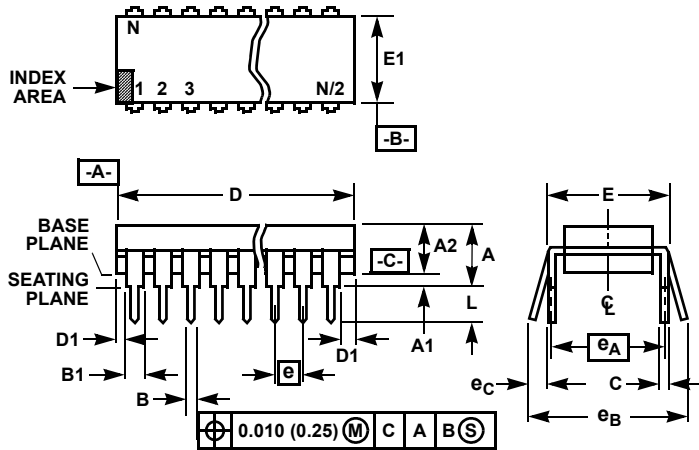 N
INDEX
AREA
1 2 3 N/2
E1
-B-
-A-
D
E
BASE
PLANE
A2
A
-C-
SEATING
PLANE
L
℄
D1
A1
D1
eA
B1
e
eC
C
B
eB
0.010 (0.25) Ⓜ C A B Ⓢ